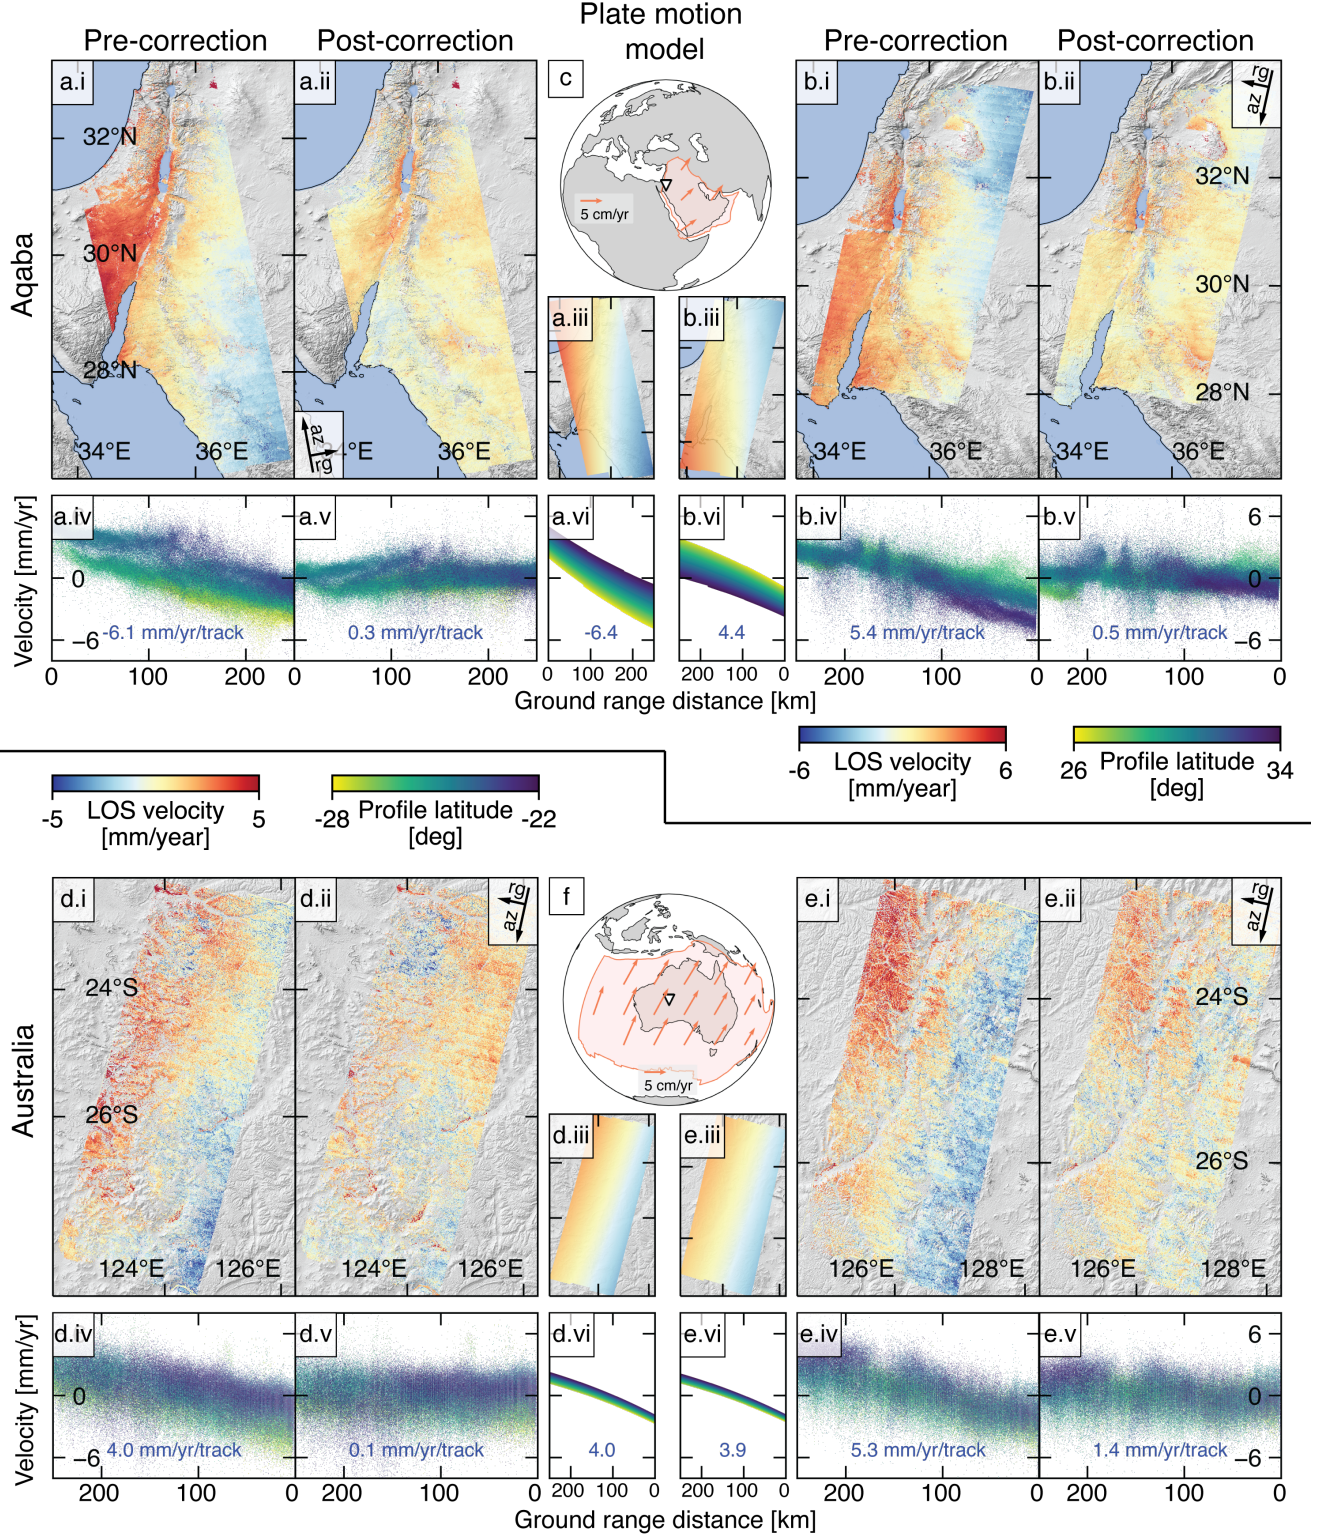 Plate motion
model
Pre-correction
Post-correction
Pre-correction
Post-correction
Aqaba
a.i
32°N
30°N
28°N
34°E
36°E
a.ii
az
rg
4°E
36°E
c
5 cm/yr
a.iii
b.iii
b.i
34°E
36°E
b.ii
rg
az
32°N
30°N
28°N
34°E
36°E
Velocity [mm/yr]
a.iv
0
−6
-6.1 mm/yr/track
a.v
0.3 mm/yr/track
a.vi
-6.4
b.vi
4.4
b.iv
5.4 mm/yr/track
b.v
0.5 mm/yr/track
6
0
−6
0 100 200 0 100 200 0 100 200 200 100 0 200 100 0 200 100 0
Ground range distance [km]
-6 LOS velocity 6
[mm/year]
26 Profile latitude 34
[deg]
-5 LOS velocity 5
[mm/year]
-28 Profile latitude -22
[deg]
Australia
d.i
24°S
26°S
124°E
126°E
d.ii
rg
az
124°E
126°E
f
5 cm/yr
d.iii
e.iii
e.i
126°E
128°E
e.ii
rg
az
24°S
26°S
126°E
128°E
Velocity [mm/yr]
d.iv
0
−6
4.0 mm/yr/track
d.v
0.1 mm/yr/track
d.vi
4.0
e.vi
3.9
e.iv
5.3 mm/yr/track
e.v
1.4 mm/yr/track
6
0
−6
200 100 0 200 100 0 200 100 0 200 100 0 200 100 0 200 100 0
Ground range distance [km]